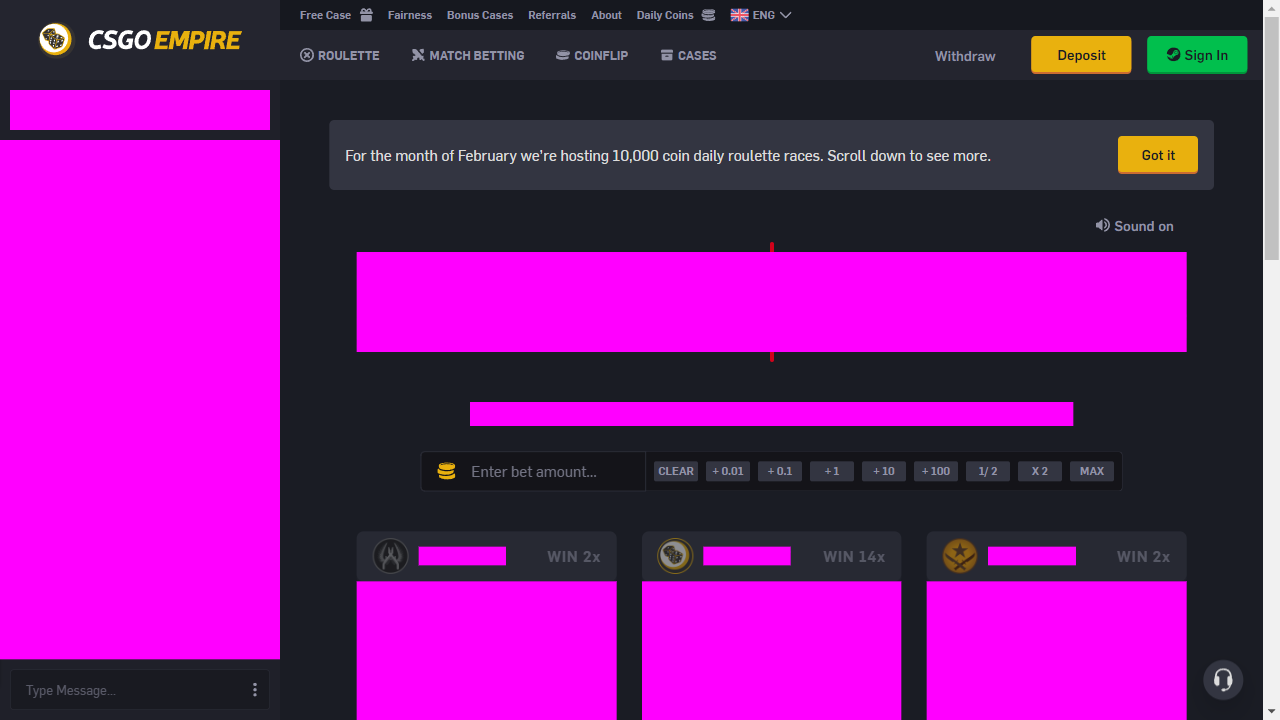 CSGOEMPIRE
Free Case Fairness Bonus Cases Referrals About Daily Coins ENG
ROULETTE MATCH BETTING COINFLIP CASES Withdraw Deposit Sign In
For the month of February we're hosting 10,000 coin daily roulette races. Scroll down to see more. Got it
Sound on
Enter bet amount... CLEAR + 0.01 + 0.1 + 1 + 10 + 100 1/ 2 X 2 MAX
WIN 2x WIN 14x WIN 2x
Type Message...